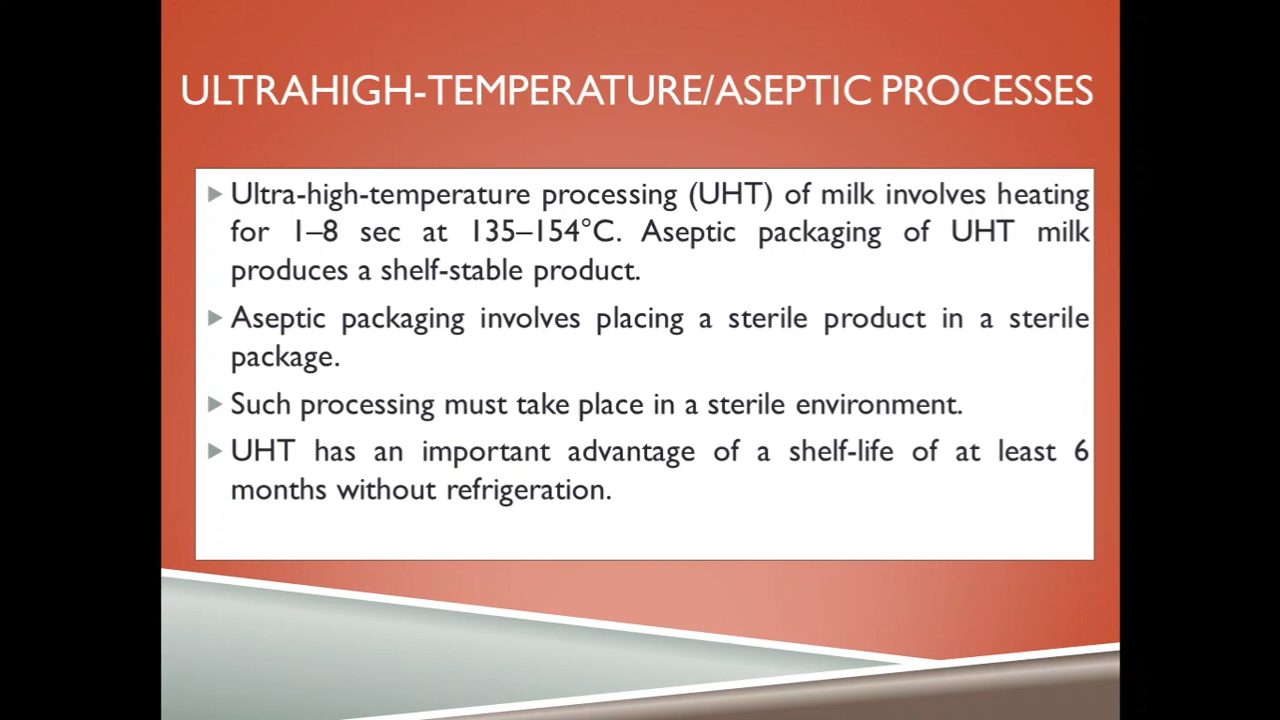 ULTRAHIGH-TEMPERATURE/ASEPTIC PROCESSES
Ultra-high-temperature processing (UHT) of milk involves heating
for 1–8 sec at 135–154°C. Aseptic packaging of UHT milk
produces a shelf-stable product.
Aseptic packaging involves placing a sterile product in a sterile
package.
Such processing must take place in a sterile environment.
UHT has an important advantage of a shelf-life of at least 6
months without refrigeration.